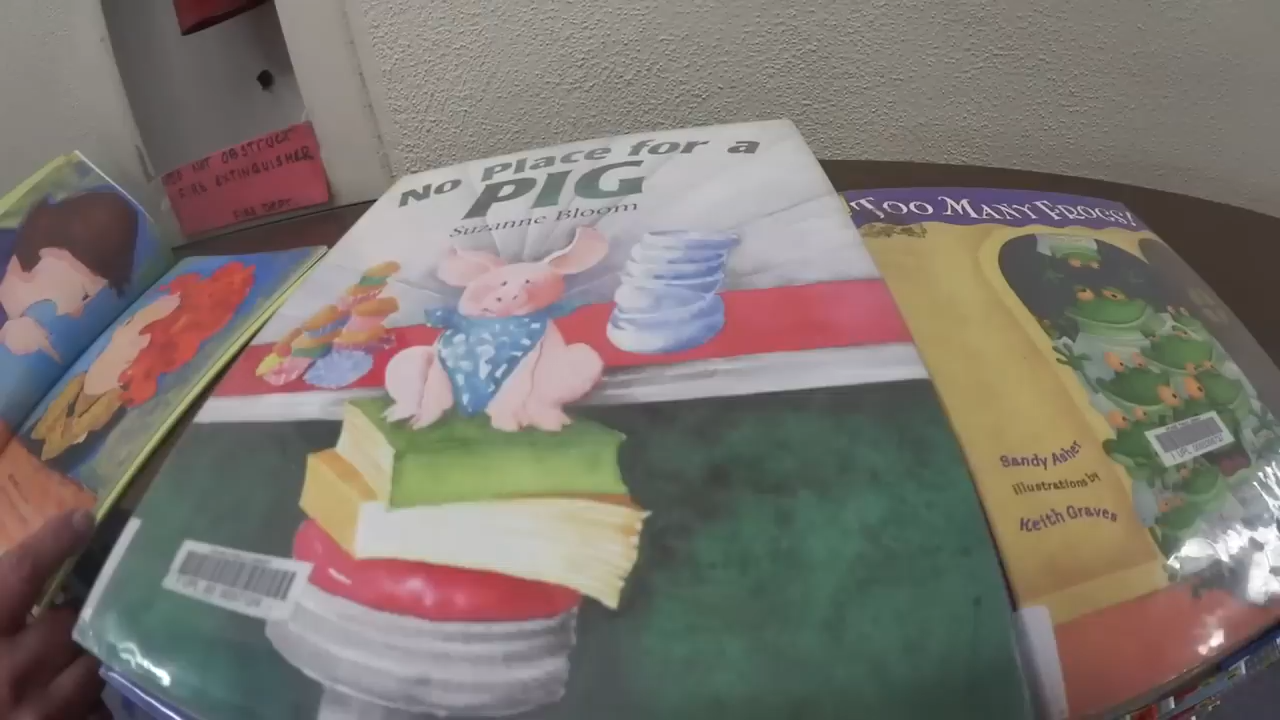 NOT OBSTRUCT
FIRE EXTINGUISHER
FIRE DEPT.
No Place for a
PIG
Suzanne Bloom
TOO MANY FROGS!
Sandy Asher
illustrations by
Keith Graves